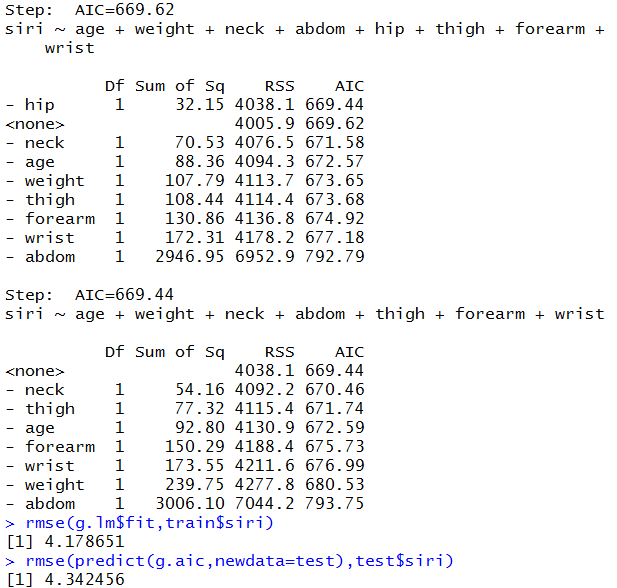 Step:  AIC=669.62
siri ~ age + weight + neck + abdom + hip + thigh + forearm +
    wrist
          Df Sum of Sq    RSS    AIC
- hip      1     32.15 4038.1 669.44
<none>                 4005.9 669.62
- neck     1     70.53 4076.5 671.58
- age      1     88.36 4094.3 672.57
- weight   1    107.79 4113.7 673.65
- thigh    1    108.44 4114.4 673.68
- forearm  1    130.86 4136.8 674.92
- wrist    1    172.31 4178.2 677.18
- abdom    1   2946.95 6952.9 792.79
Step:  AIC=669.44
siri ~ age + weight + neck + abdom + thigh + forearm + wrist
          Df Sum of Sq    RSS    AIC
<none>                 4038.1 669.44
- neck     1     54.16 4092.2 670.46
- thigh    1     77.32 4115.4 671.74
- age      1     92.80 4130.9 672.59
- forearm  1    150.29 4188.4 675.73
- wrist    1    173.55 4211.6 676.99
- weight   1    239.75 4277.8 680.53
- abdom    1   3006.10 7044.2 793.75
> rmse(g.lm$fit,train$siri)
[1] 4.178651
> rmse(predict(g.aic,newdata=test),test$siri)
[1] 4.342456